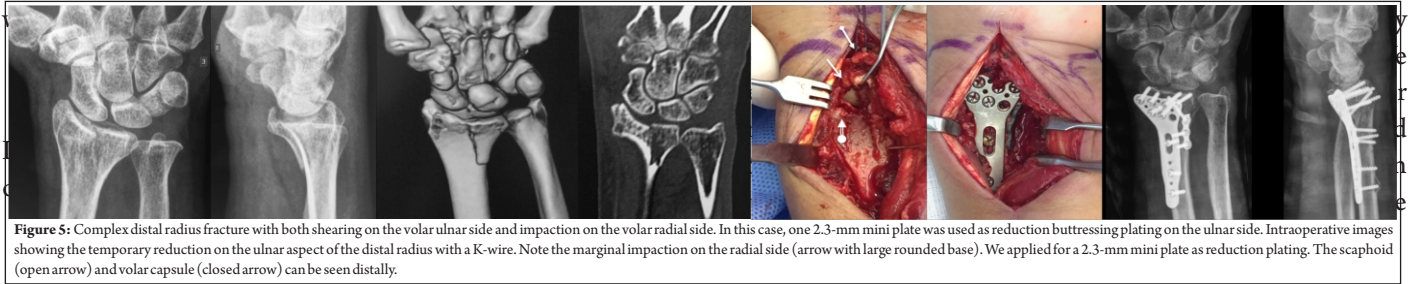 Figure 5: Complex distal radius fracture with both shearing on the volar ulnar side and impaction on the volar radial side. In this case, one 2.3-mm mini plate was used as reduction buttressing plating on the ulnar side. Intraoperative images
showing the temporary reduction on the ulnar aspect of the distal radius with a K-wire. Note the marginal impaction on the radial side (arrow with large rounded base). We applied for a 2.3-mm mini plate as reduction plating. The scaphoid
(open arrow) and volar capsule (closed arrow) can be seen distally.